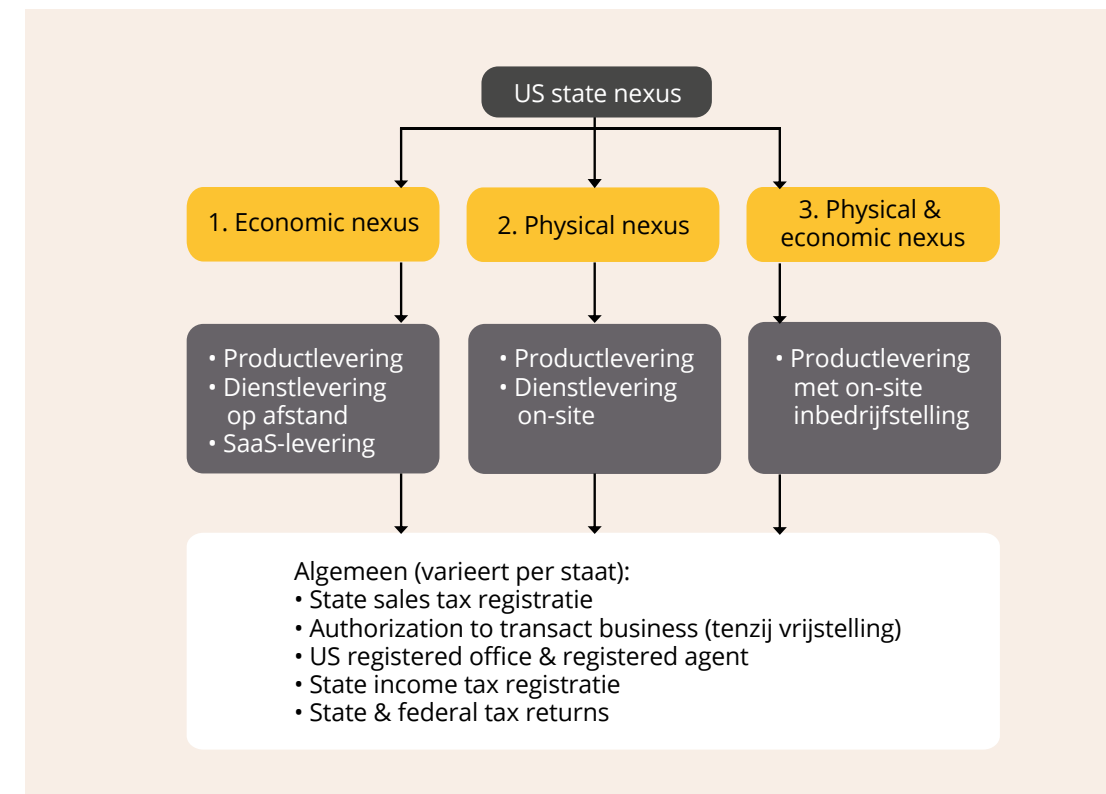 US state nexus
1. Economic nexus
2. Physical nexus
3. Physical &
economic nexus
• Productlevering
• Dienstlevering
op afstand
• SaaS-levering
• Productlevering
• Dienstlevering
on-site
• Productlevering
met on-site
inbedrijfstelling
Algemeen (varieert per staat):
• State sales tax registratie
• Authorization to transact business (tenzij vrijstelling)
• US registered office & registered agent
• State income tax registratie
• State & federal tax returns